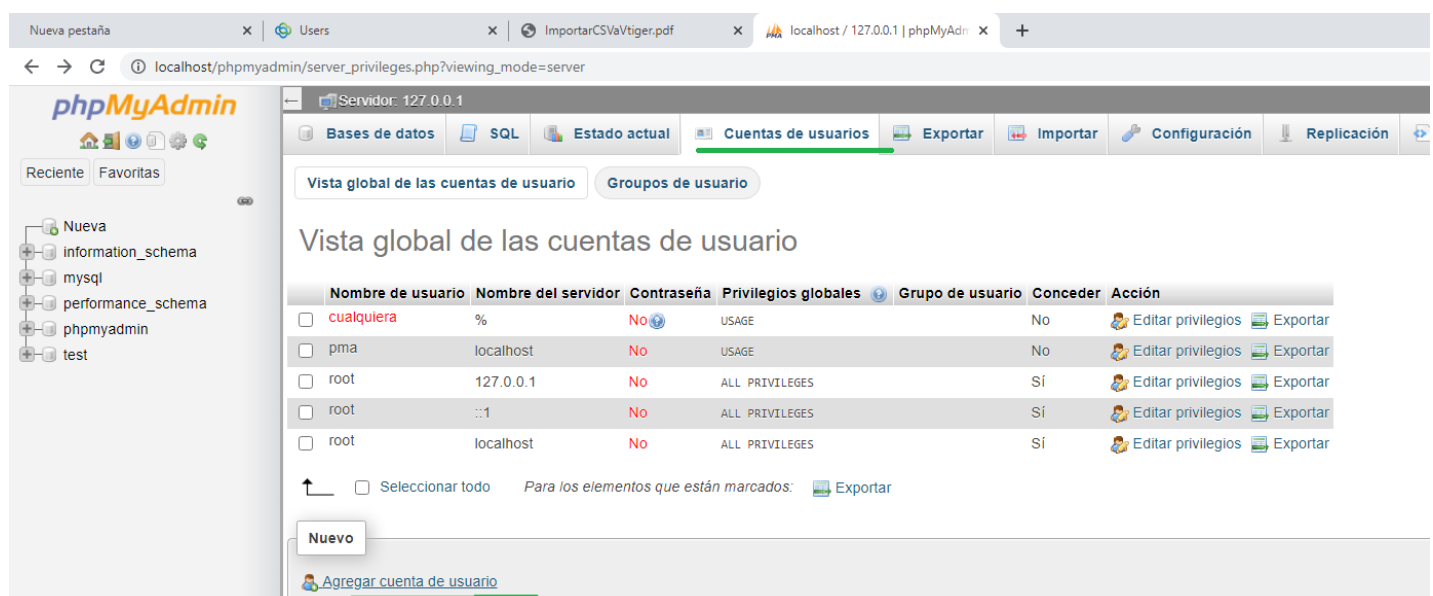 Nueva pestaña Users ImportarCSVaVtiger.pdf localhost / 127.0.0.1 | phpMyAdm
localhost/phpmyadmin/server_privileges.php?viewing_mode=server
phpMyAdmin
Reciente Favoritas
Nueva
information_schema
mysql
performance_schema
phpmyadmin
test
Servidor: 127.0.0.1
Bases de datos SQL Estado actual Cuentas de usuarios Exportar Importar Configuración Replicación
Vista global de las cuentas de usuario Groupos de usuario
Vista global de las cuentas de usuario
Nombre de usuario Nombre del servidor Contraseña Privilegios globales Grupo de usuario Conceder Acción
cualquiera % No USAGE No Editar privilegios Exportar
pma localhost No USAGE No Editar privilegios Exportar
root 127.0.0.1 No ALL PRIVILEGES Sí Editar privilegios Exportar
root ::1 No ALL PRIVILEGES Sí Editar privilegios Exportar
root localhost No ALL PRIVILEGES Sí Editar privilegios Exportar
Seleccionar todo Para los elementos que están marcados: Exportar
Nuevo
Agregar cuenta de usuario